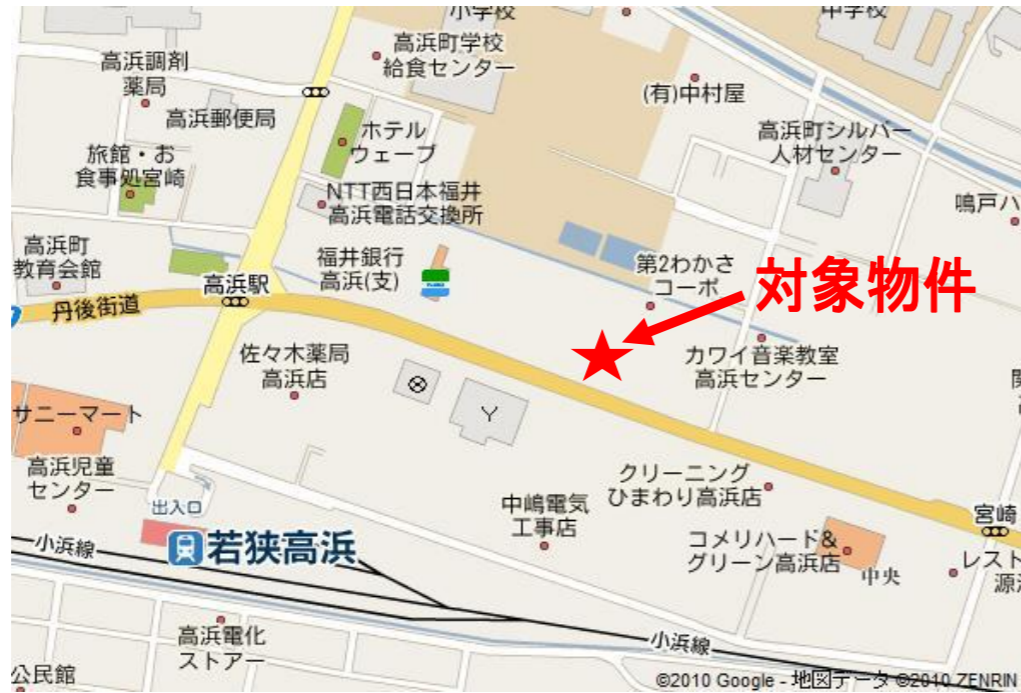 小学校
中学校
高浜町学校
給食センター
高浜調剤
薬局
(有)中村屋
高浜郵便局
ホテル
ウェーブ
高浜町シルバー
人材センター
旅館・お
食事処宮崎
NTT西日本福井
高浜電話交換所
鳴戸ハ
高浜町
教育会館
福井銀行
高浜(支)
第2わかさ
コーポ
対象物件
高浜駅
丹後街道
佐々木薬局
高浜店
カワイ音楽教室
高浜センター
サニーマート
高浜児童
センター
クリーニング
ひまわり高浜店
出入口
中嶋電気
工事店
宮崎
コメリハード&
グリーン高浜店
中央
レスト
小浜線
若狭高浜
高浜電化
ストアー
小浜線
公民館
©2010 Google - 地図データ ©2010 ZENRIN